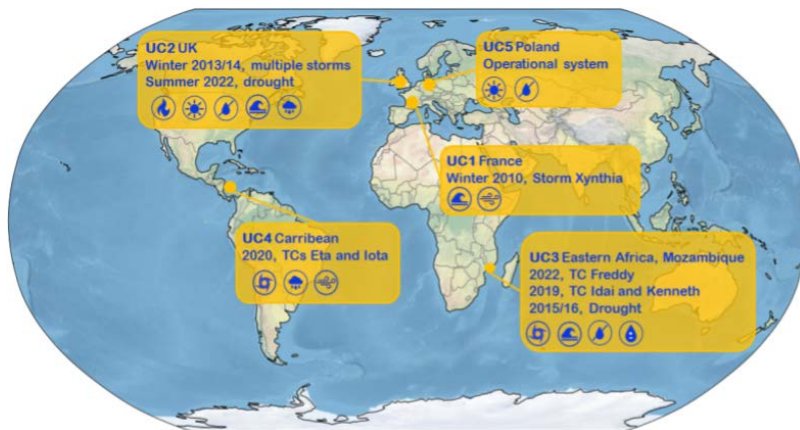 UC2 UK
Winter 2013/14, multiple storms
Summer 2022, drought
UC5 Poland
Operational system
UC1 France
Winter 2010, Storm Xynthia
UC4 Carribean
2020, TCs Eta and Iota
UC3 Eastern Africa, Mozambique
2022, TC Freddy
2019, TC Idai and Kenneth
2015/16, Drought